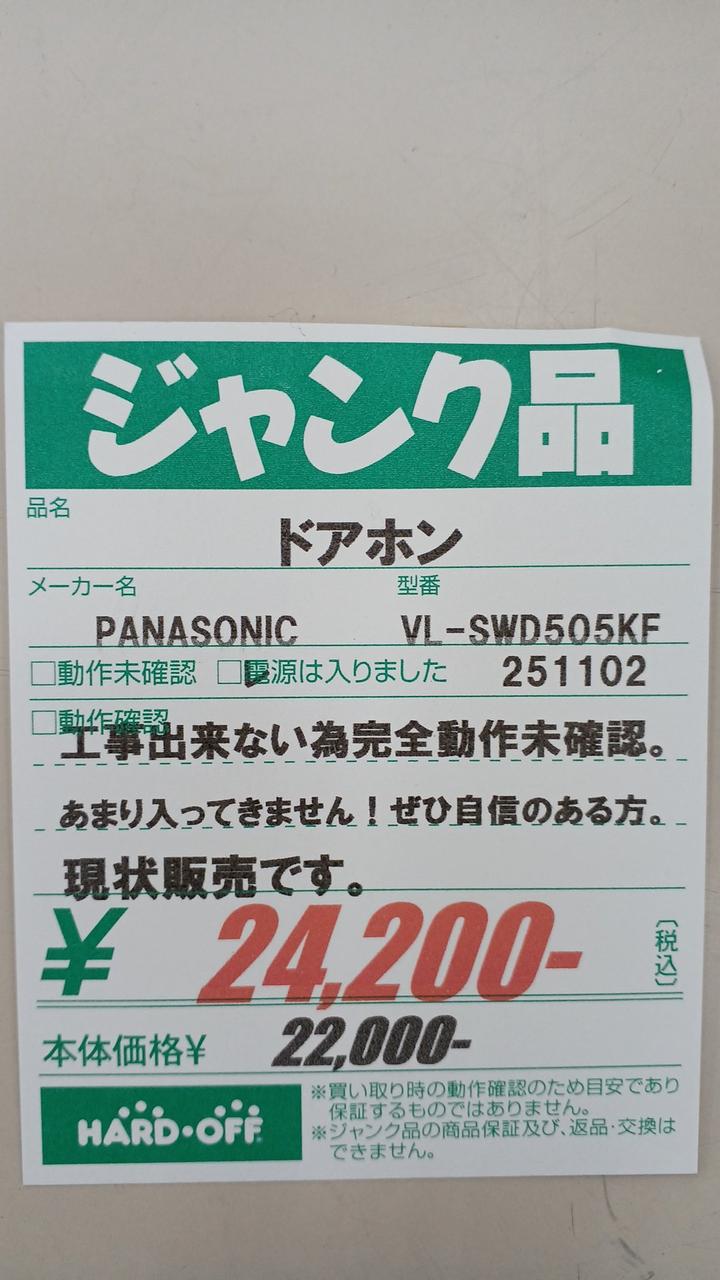 ジャンク品
品名
ドアホン
メーカー名 型番
PANASONIC VL-SWD505KF
□動作未確認 □電源は入りました 251102
□動作確認
工事出来ない為完全動作未確認。
あまり入ってきません!ぜひ自信のある方。
現状販売です。
¥ 24,200- (税込)
本体価格¥ 22,000-
HARD・OFF
※買い取り時の動作確認のため目安であり
保証するものではありません。
※ジャンク品の商品保証及び、返品・交換は
できません。